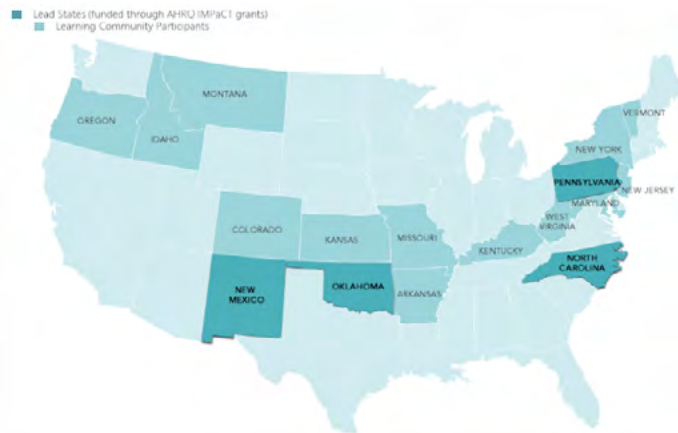 Lead States (funded through AHRQ IMPaCT grants)
Learning Community Participants
MONTANA
OREGON
IDAHO
VERMONT
NEW YORK
PENNSYLVANIA
NEW JERSEY
MARYLAND
WEST
VIRGINIA
COLORADO
KANSAS
MISSOURI
KENTUCKY
NORTH
CAROLINA
NEW
MEXICO
OKLAHOMA
ARKANSAS